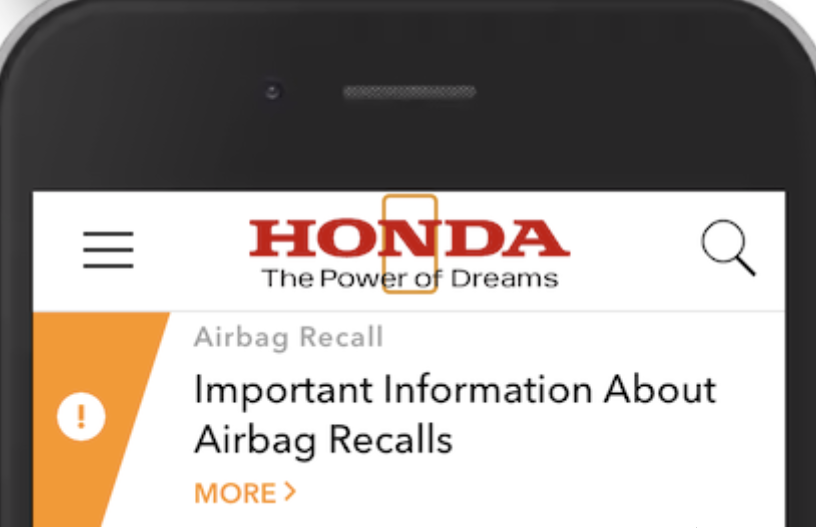 HONDA
The Power of Dreams
Airbag Recall
Important Information About
Airbag Recalls
MORE >